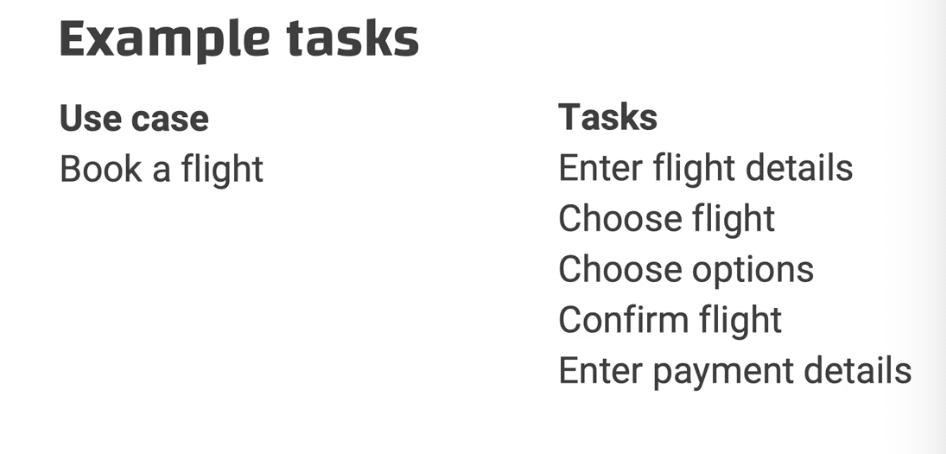 Example tasks
Use case
Book a flight
Tasks
Enter flight details
Choose flight
Choose options
Confirm flight
Enter payment details